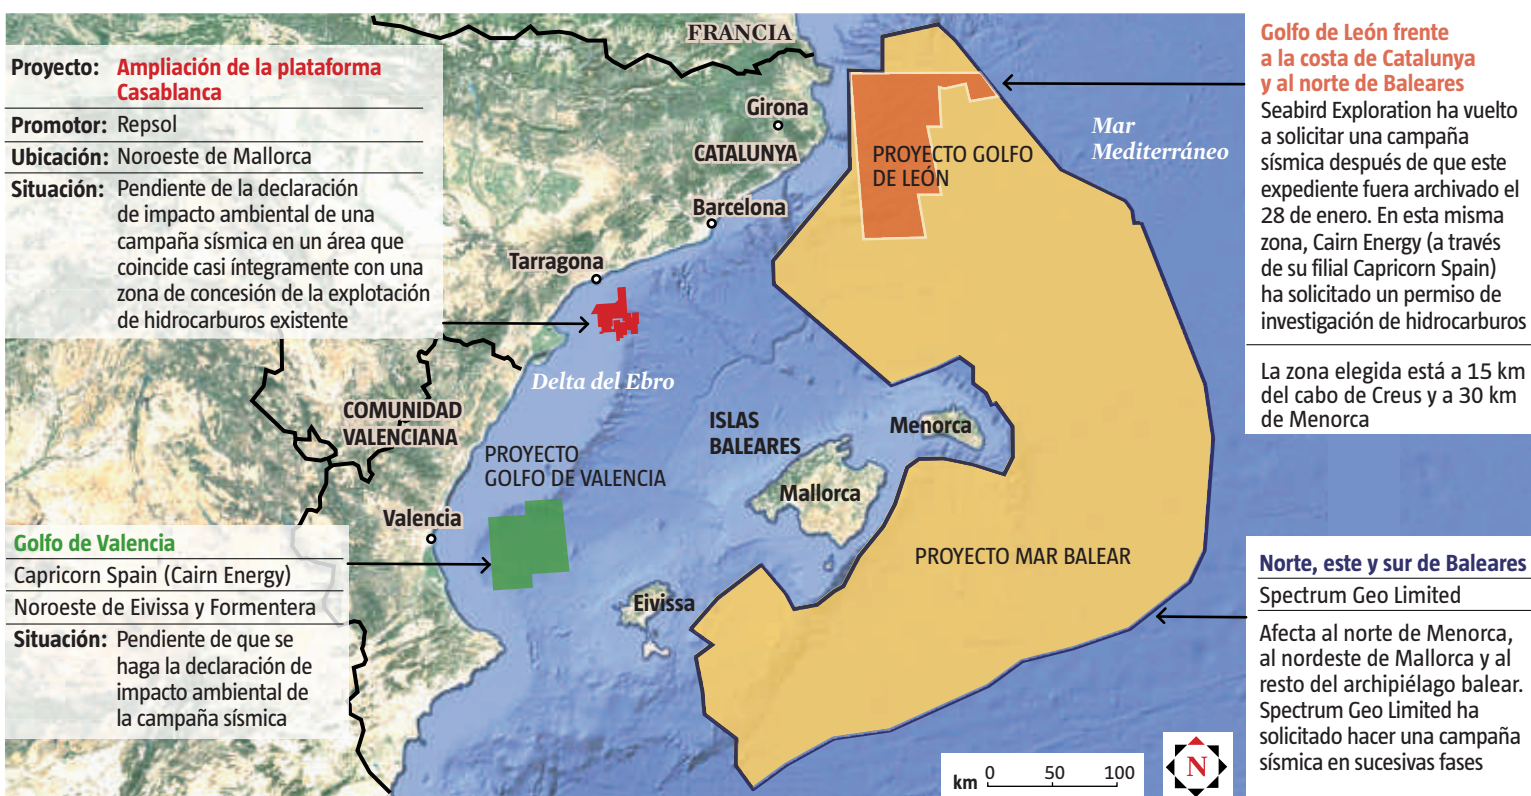 Proyecto: Ampliación de la plataforma
Casablanca
Promotor: Repsol
Ubicación: Noroeste de Mallorca
Situación: Pendiente de la declaración
de impacto ambiental de una
campaña sísmica en un área que
coincide casi íntegramente con una
zona de concesión de la explotación
de hidrocarburos existente
Golfo de Valencia
Capricorn Spain (Cairn Energy)
Noroeste de Eivissa y Formentera
Situación: Pendiente de que se
haga la declaración de
impacto ambiental de
la campaña sísmica
FRANCIA
Girona
CATALUNYA
Barcelona
Tarragona
Delta del Ebro
COMUNIDAD
VALENCIANA
PROYECTO
GOLFO DE VALENCIA
Valencia
ISLAS
BALEARES
Menorca
Mallorca
Eivissa
PROYECTO GOLFO
DE LEÓN
Mar
Mediterráneo
PROYECTO MAR BALEAR
km 0 50 100
N
Golfo de León frente
a la costa de Catalunya
y al norte de Baleares
Seabird Exploration ha vuelto
a solicitar una campaña
sísmica después de que este
expediente fuera archivado el
28 de enero. En esta misma
zona, Cairn Energy (a través
de su filial Capricorn Spain)
ha solicitado un permiso de
investigación de hidrocarburos
La zona elegida está a 15 km
del cabo de Creus y a 30 km
de Menorca
Norte, este y sur de Baleares
Spectrum Geo Limited
Afecta al norte de Menorca,
al nordeste de Mallorca y al
resto del archipiélago balear.
Spectrum Geo Limited ha
solicitado hacer una campaña
sísmica en sucesivas fases